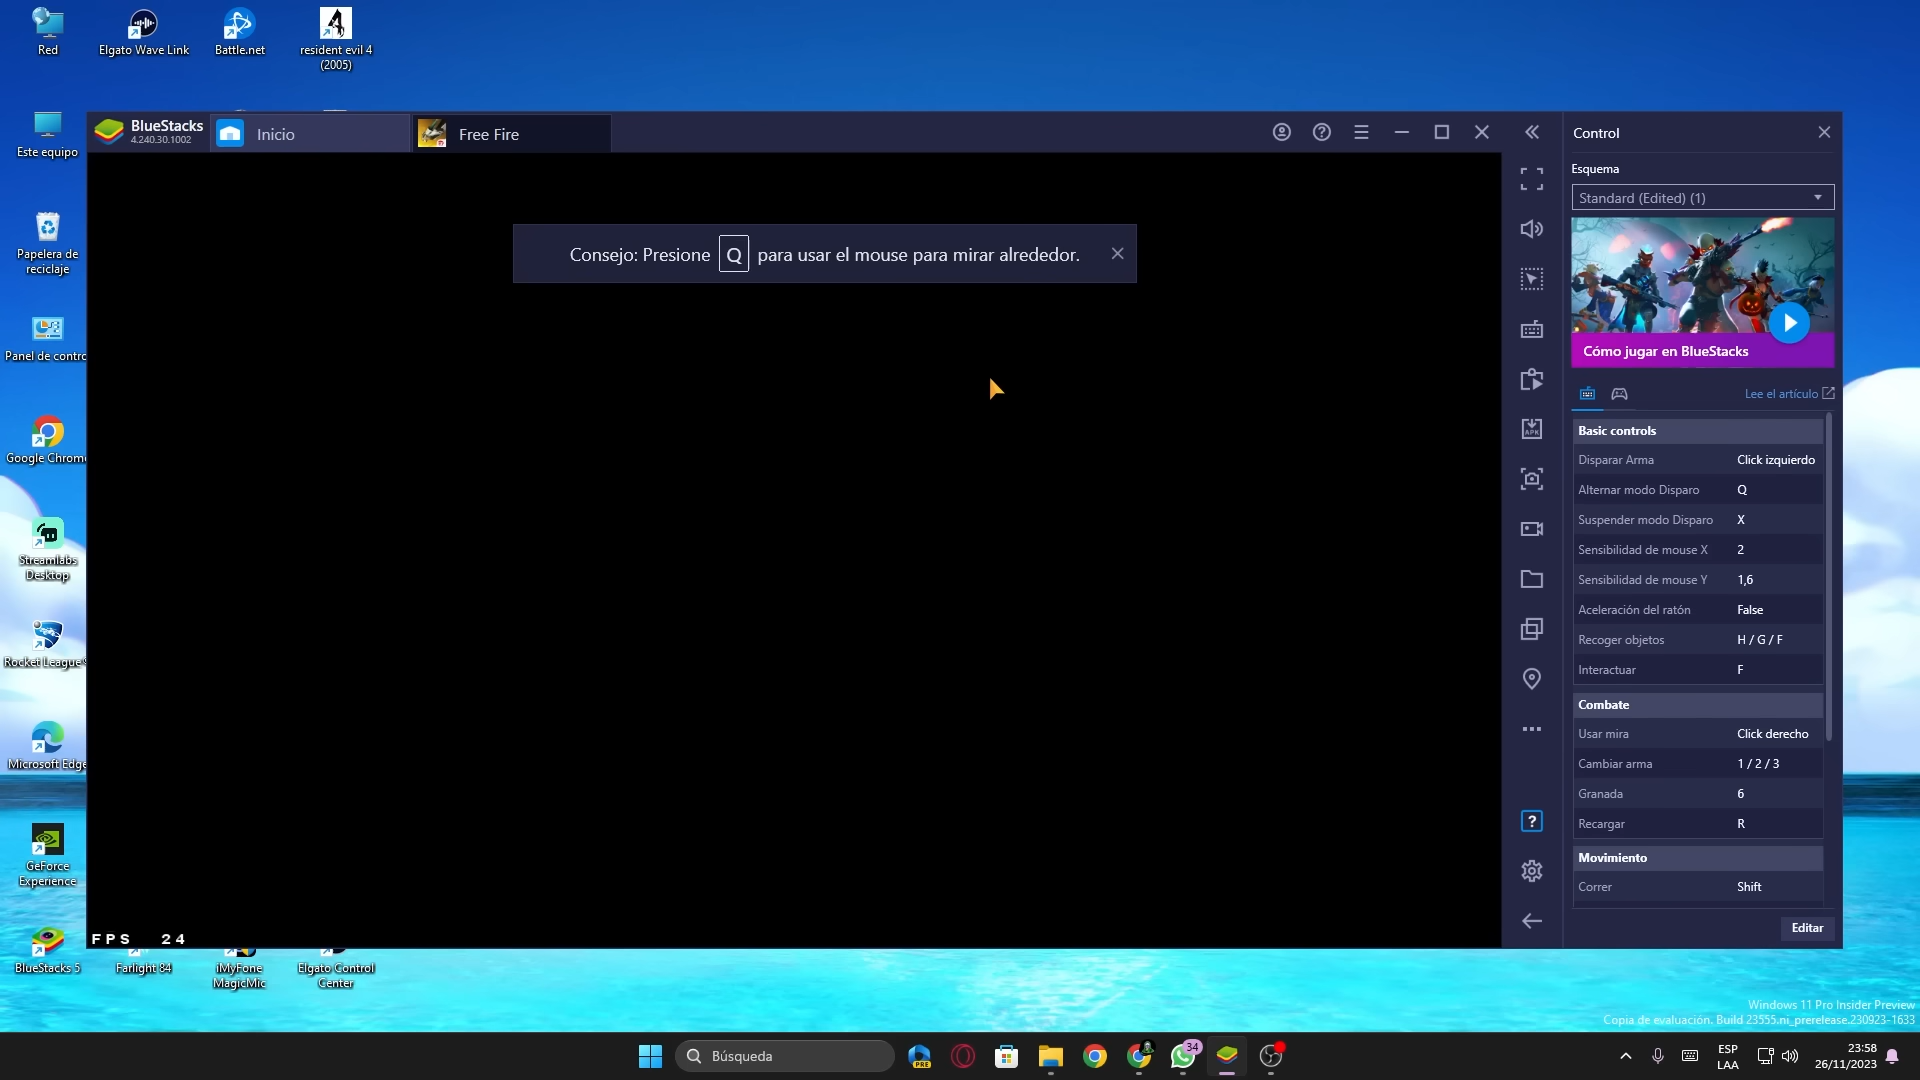 Red
Elgato Wave Link
Battle.net
resident evil 4
(2005)
Este equipo
Papelera de
reciclaje
Panel de contro
Google Chrome
Streamlabs
Desktop
Rocket League
Microsoft Edge
GeForce
Experience
BlueStacks 5
Farlight 84
iMyFone
MagicMic
Elgato Control
Center
BlueStacks
4.240.30.1002
Inicio
Free Fire
Consejo: Presione Q para usar el mouse para mirar alrededor.
FPS 24
Control
Esquema
Standard (Edited) (1)
Cómo jugar en BlueStacks
Lee el artículo
Basic controls
Disparar Arma Click izquierdo
Alternar modo Disparo Q
Suspender modo Disparo X
Sensibilidad de mouse X 2
Sensibilidad de mouse Y 1,6
Aceleración del ratón False
Recoger objetos H / G / F
Interactuar F
Combate
Usar mira Click derecho
Cambiar arma 1 / 2 / 3
Granada 6
Recargar R
Movimiento
Correr Shift
Editar
APK
Windows 11 Pro Insider Preview
Copia de evaluación. Build 23555.ni_prerelease.230923-1633
Búsqueda
PRE
34
ESP
LAA
23:58
26/11/2023